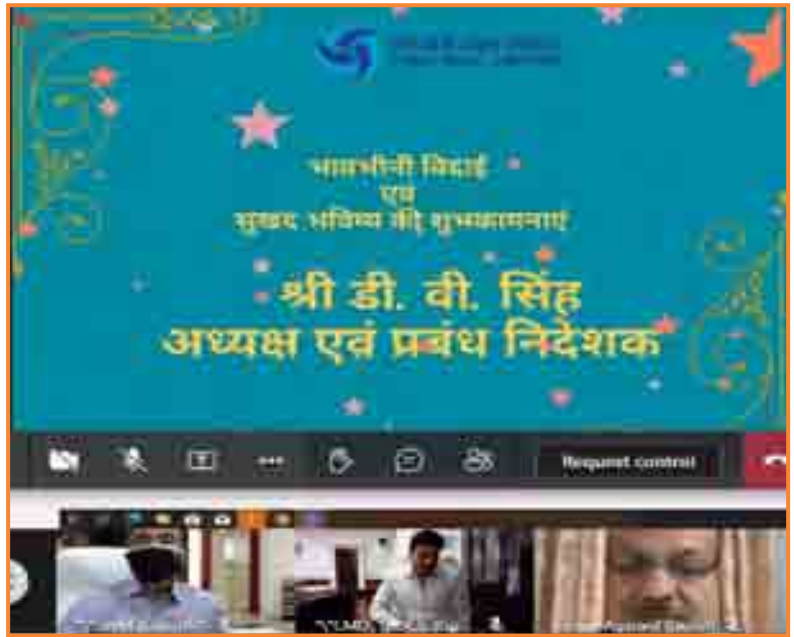 भावभीनी विदाई
एवं
सुखद भविष्य की शुभकामनाएं
श्री डी. वी. सिंह
अध्यक्ष एवं प्रबंध निदेशक
Request control